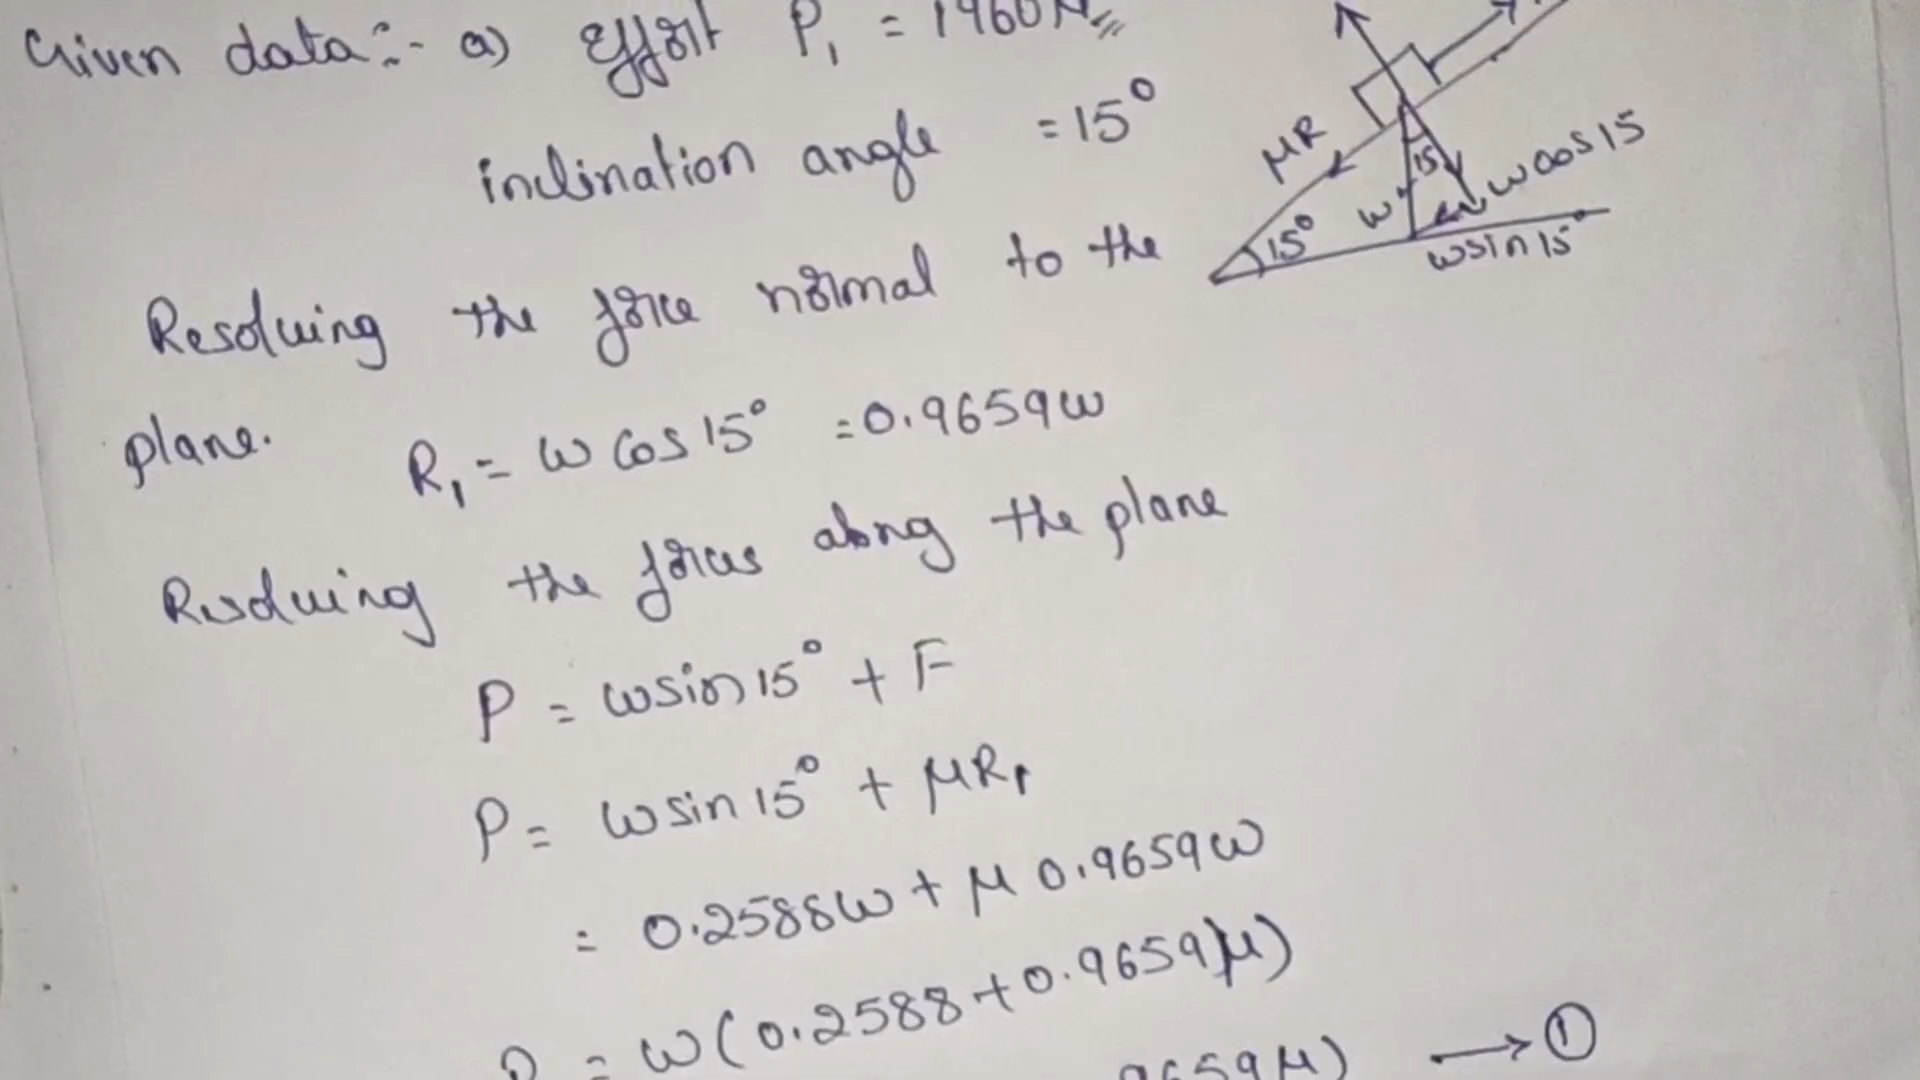 Given data:- a) effort P₁ = 1960N
inclination angle = 15°
μR
15
W
W cos 15
15°
W sin 15
Resolving the force normal to the
plane. R₁ = W Cos 15° = 0.9659W
Resolving the forces along the plane
P = W sin 15° + F
P = W sin 15° + μR₁
= 0.2588W + μ 0.9659W
P = W(0.2588 + 0.9659μ)
9659μ) → ①